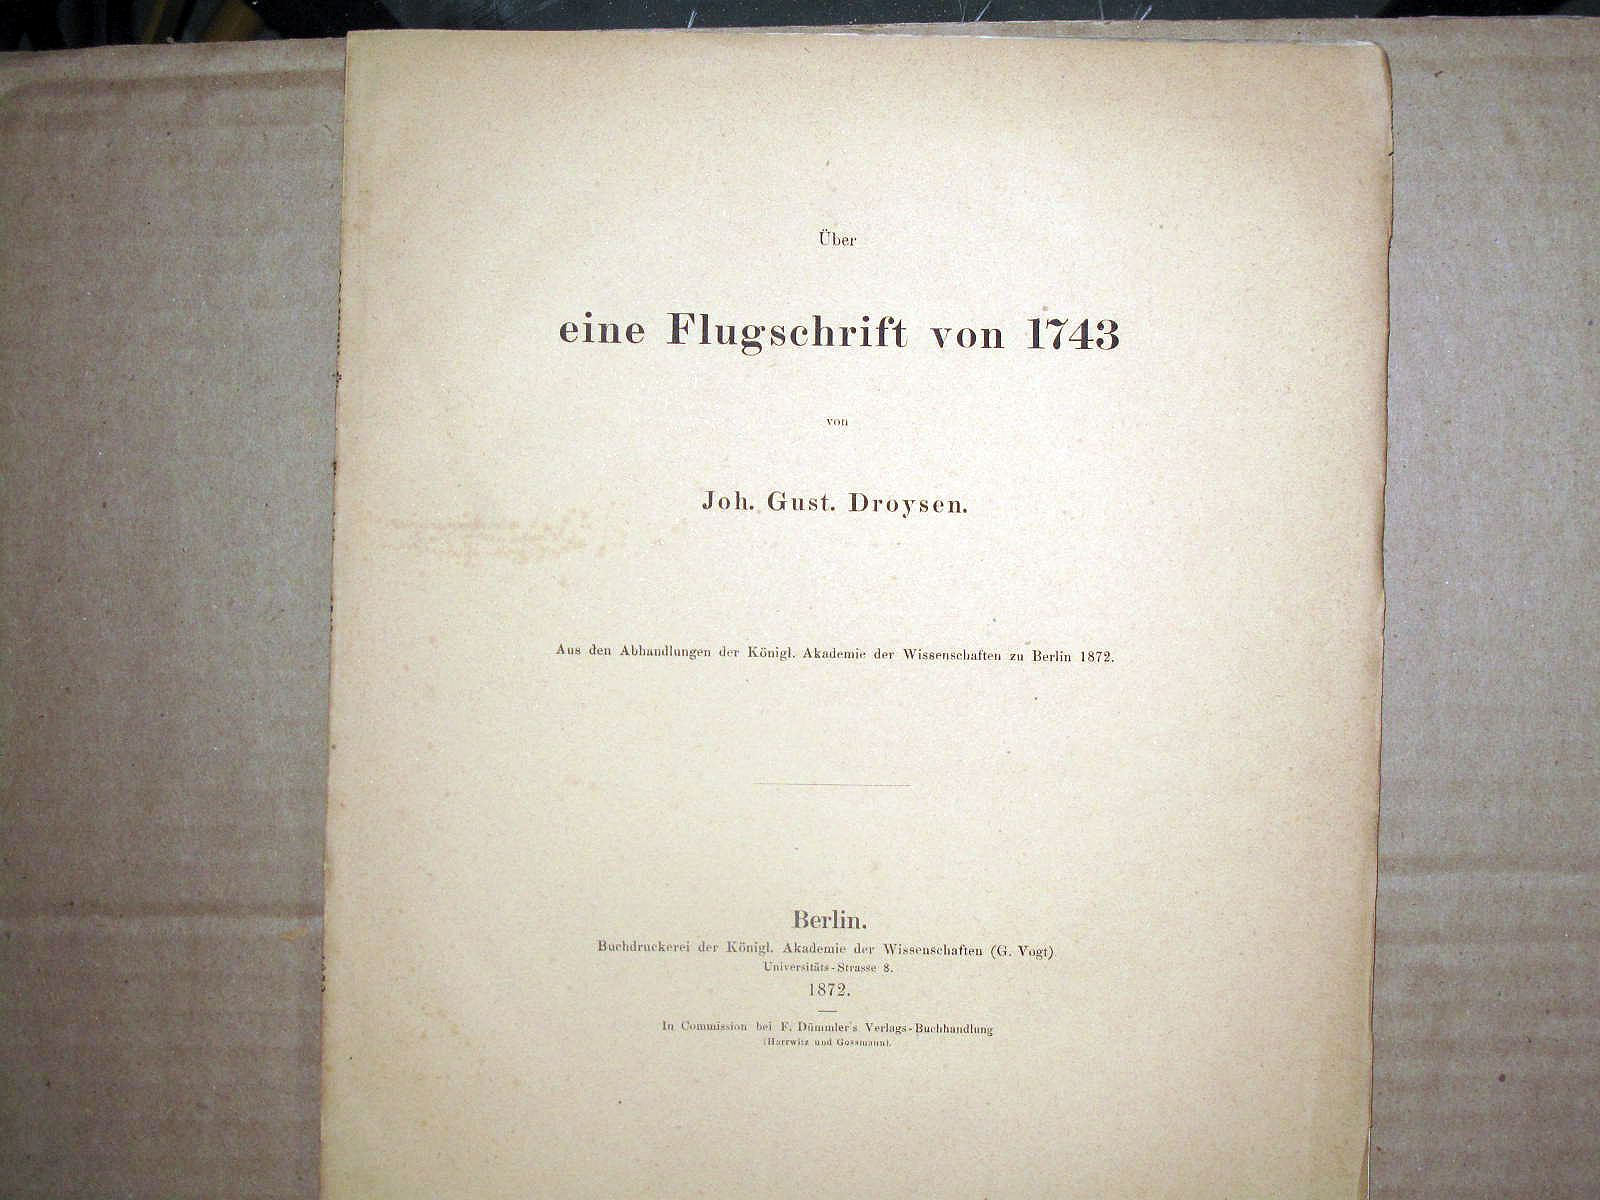 Über
eine Flugschrift von 1743
von
Joh. Gust. Droysen.
Aus den Abhandlungen der Königl. Akademie der Wissenschaften zu Berlin 1872.
Berlin.
Buchdruckerei der Königl. Akademie der Wissenschaften (G. Vogt)
Universitäts-Strasse 8.
1872.
In Commission bei F. Dümmler's Verlags-Buchhandlung
(Harrwitz und Gossmann).